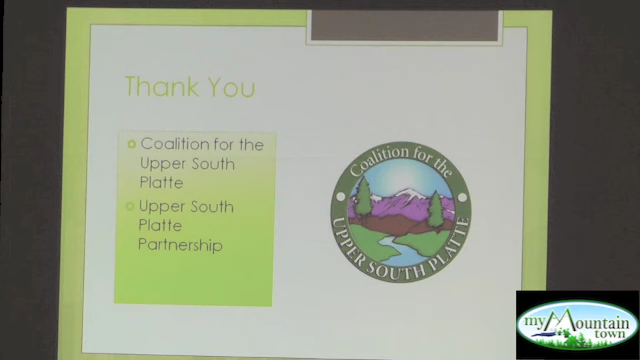 Thank You
Coalition for the
Upper South
Platte
Upper South
Platte
Partnership
Coalition for the
UPPER SOUTH PLATTE
my Mountain
town